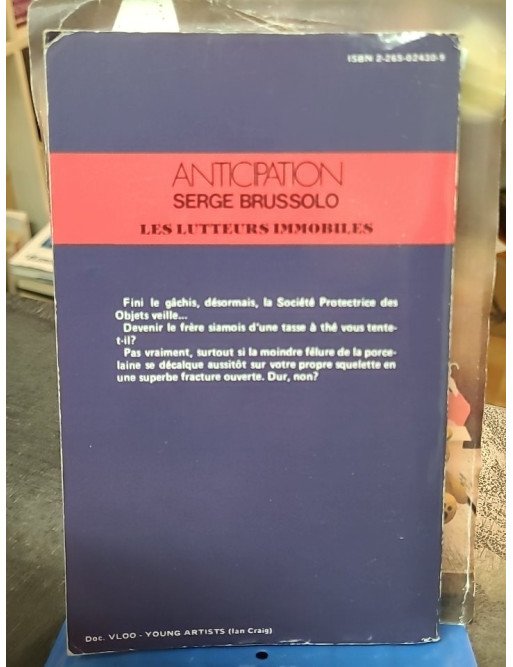 ISBN 2-265-02430-9
ANTICIPATION
SERGE BRUSSOLO
LES LUTTEURS IMMOBILES
Fini le gâchis, désormais, la Société Protectrice des
Objets veille...
Devenir le frère siamois d'une tasse à thé vous tente-
t-il?
Pas vraiment, surtout si la moindre fêlure de la porce-
laine se décalque aussitôt sur votre propre squelette en
une superbe fracture ouverte. Dur, non?
Doc. VLOO - YOUNG ARTISTS (Ian Craig)